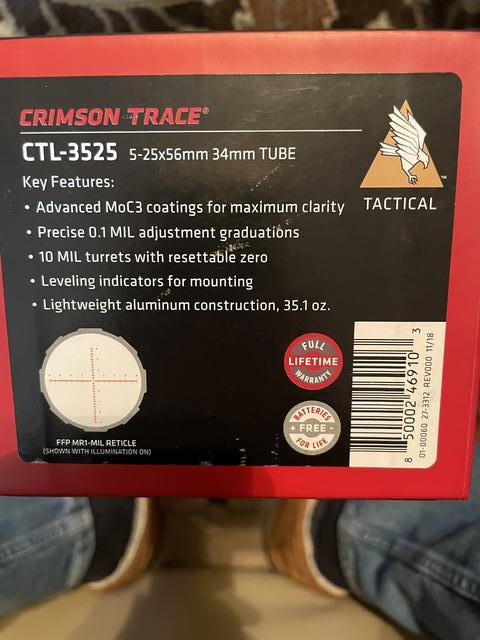 CRIMSON TRACE®
CTL-3525 5-25x56mm 34mm TUBE
Key Features:
• Advanced MoC3 coatings for maximum clarity
• Precise 0.1 MIL adjustment graduations
• 10 MIL turrets with resettable zero
• Leveling indicators for mounting
• Lightweight aluminum construction, 35.1 oz.
™
TACTICAL
FFP MR1-MIL RETICLE
(SHOWN WITH ILLUMINATION ON)
FULL
LIFETIME
WARRANTY
BATTERIES
FREE
FOR LIFE
8 50002 46910 3
01-00060 27-3312 REV000 11/18